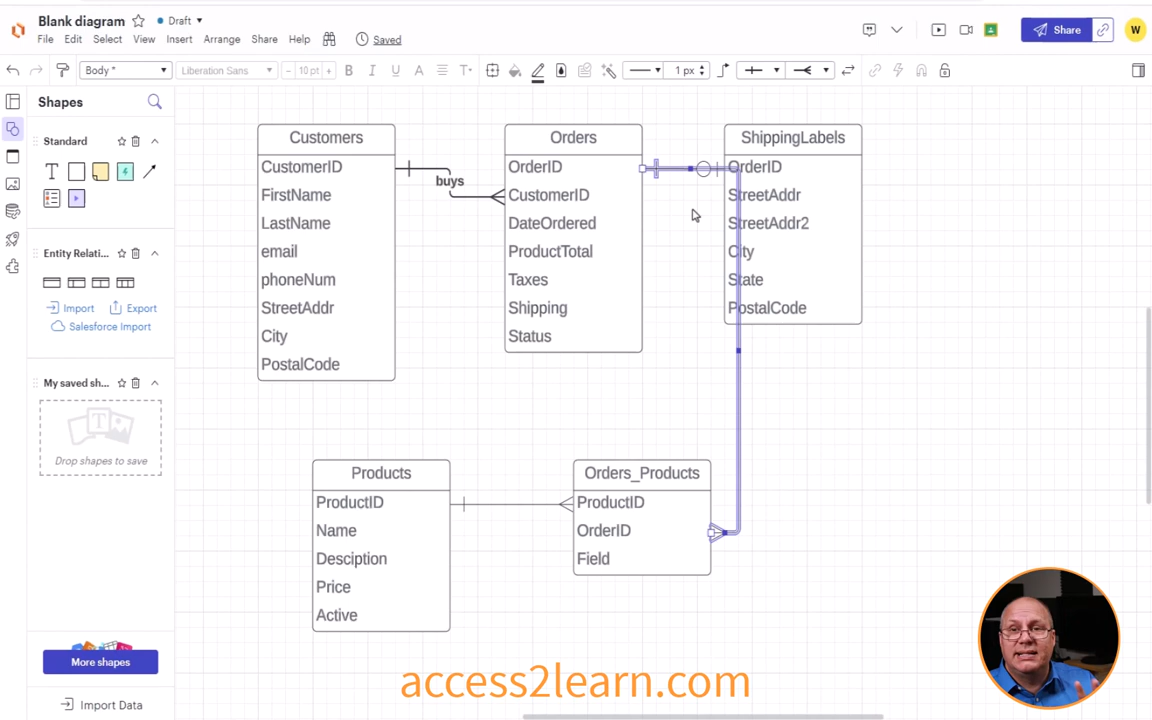 Blank diagram
Draft
File Edit Select View Insert Arrange Share Help
Saved
Share
W
Body *
Liberation Sans
10 pt
B I U A T
1 px
Shapes
Standard
T
Entity Relati...
Import Export
Salesforce Import
My saved sh...
T
Drop shapes to save
More shapes
Import Data
Customers
CustomerID
FirstName
LastName
email
phoneNum
StreetAddr
City
PostalCode
buys
Orders
OrderID
CustomerID
DateOrdered
ProductTotal
Taxes
Shipping
Status
ShippingLabels
OrderID
StreetAddr
StreetAddr2
City
State
PostalCode
Products
ProductID
Name
Desciption
Price
Active
Orders_Products
ProductID
OrderID
Field
access2learn.com